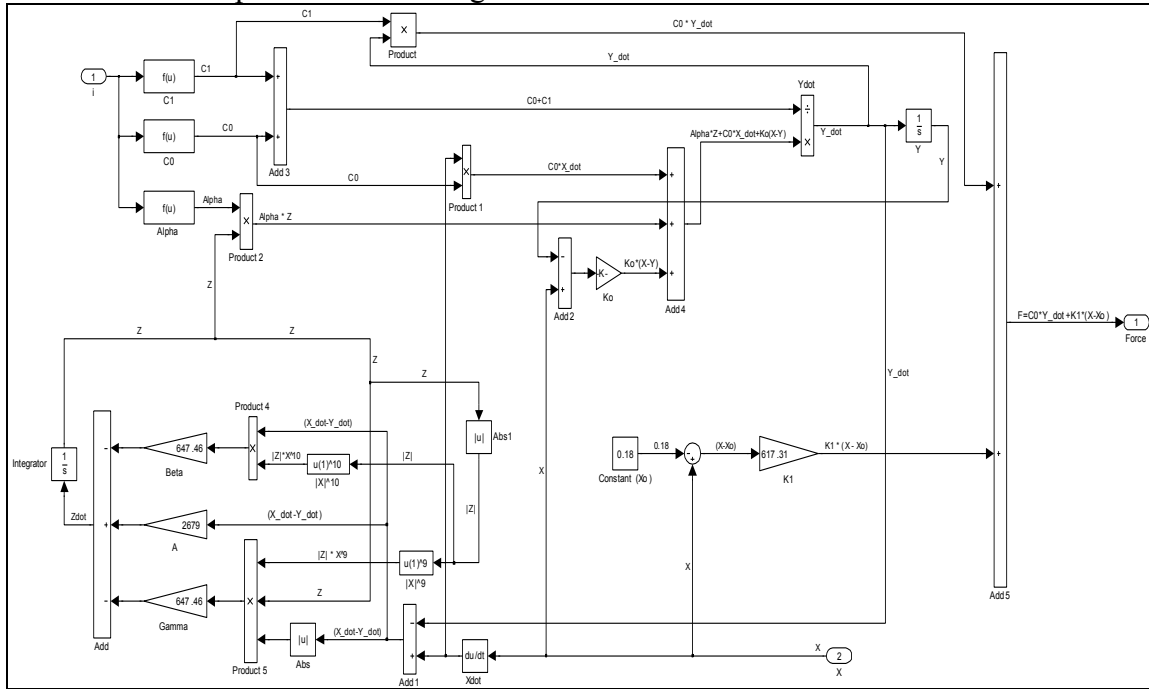 C1
×
Product
C0 * Y_dot
Y_dot
1
i
f(u)
C1
C1
+
+
Add 3
C0+C1
Ydot
÷
×
Y_dot
1
s
Y
Y
f(u)
C0
C0
C0
×
Product 1
C0*X_dot
Alpha*Z+C0*X_dot+Ko(X-Y)
+
+
+
Add 4
+
f(u)
Alpha
Alpha
×
Product 2
Alpha * Z
-
+
Add 2
-K-
Ko
Ko*(X-Y)
Z
Z
Z
Z
Z
F=C0*Y_dot +K1*(X-Xo )
1
Force
Y_dot
Product 4
×
(X_dot-Y_dot)
|u|
Abs1
-
647 .46
Beta
|Z|*X^10
u(1)^10
|X|^10
|Z|
Integrator
1
s
X
0.18
Constant (Xo )
0.18
-
+
(X-Xo)
617 .31
K1
K1 * (X - Xo)
+
Zdot
+
2679
A
(X_dot -Y_dot )
|Z|
|Z| * X^9
u(1)^9
|X|^9
X
-
647 .46
Gamma
×
Z
Add 5
Add
Product 5
|u|
Abs
(X_dot-Y_dot)
-
+
Add 1
du /dt
Xdot
X
2
X